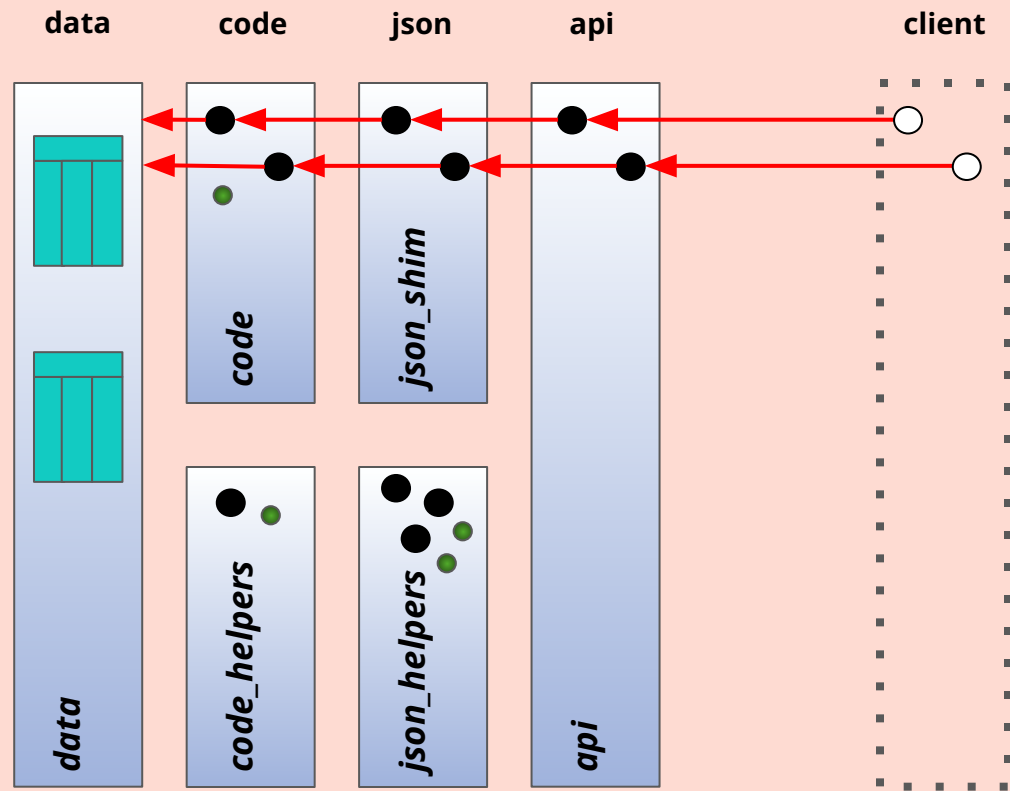 data
code
json
api
client
code
json_shim
code_helpers
json_helpers
data
api